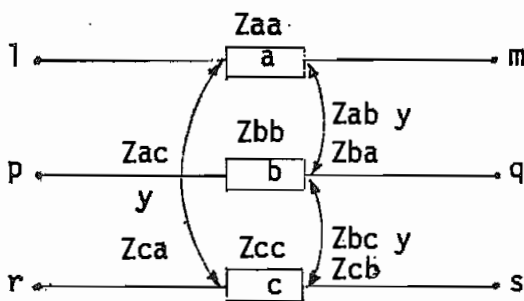 Zaa
l a m
Zab y
Zba
Zac
y
Zbb
p b q
Zca
Zbc y
Zcb
Zcc
r c s